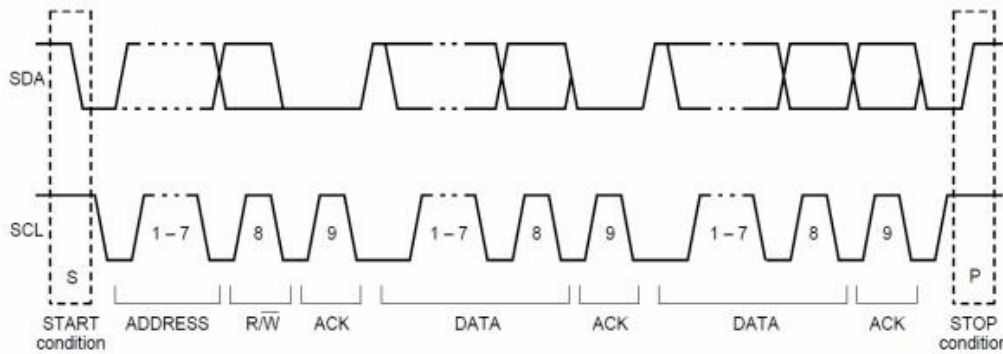 SDA
SCL
1 – 7
8
9
1 – 7
8
9
1 – 7
8
9
S
P
START
condition
ADDRESS
R/W̅
ACK
DATA
ACK
DATA
ACK
STOP
condition